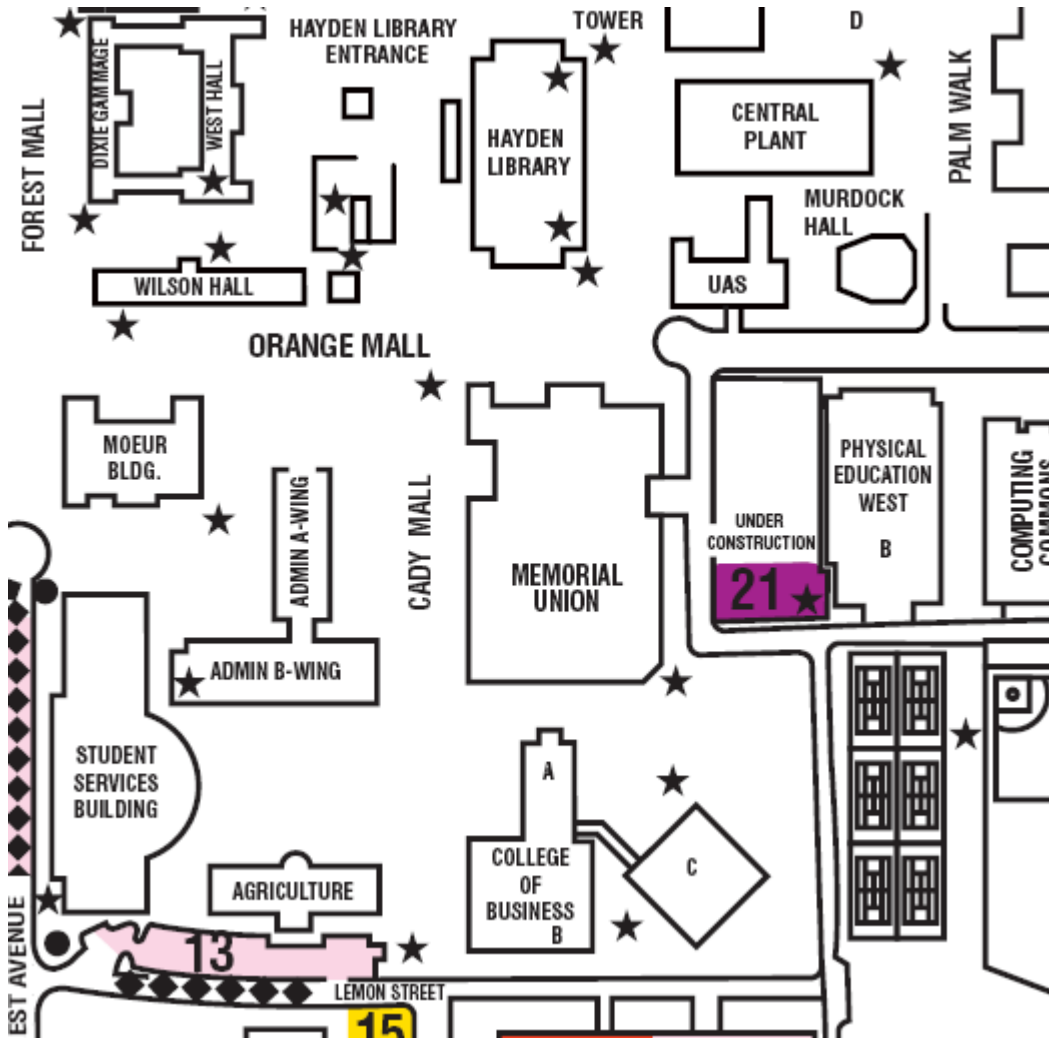 HAYDEN LIBRARY
ENTRANCE
TOWER
D
DIXIE GAMMAGE
WEST HALL
FOREST MALL
HAYDEN
LIBRARY
CENTRAL
PLANT
PALM WALK
MURDOCK
HALL
WILSON HALL
UAS
ORANGE MALL
MOEUR
BLDG.
ADMIN A-WING
CADY MALL
MEMORIAL
UNION
UNDER
CONSTRUCTION
21
PHYSICAL
EDUCATION
WEST
B
COMPUTING
COMMONS
ADMIN B-WING
STUDENT
SERVICES
BUILDING
A
COLLEGE
OF
BUSINESS
B
C
AGRICULTURE
13
EST AVENUE
LEMON STREET
15